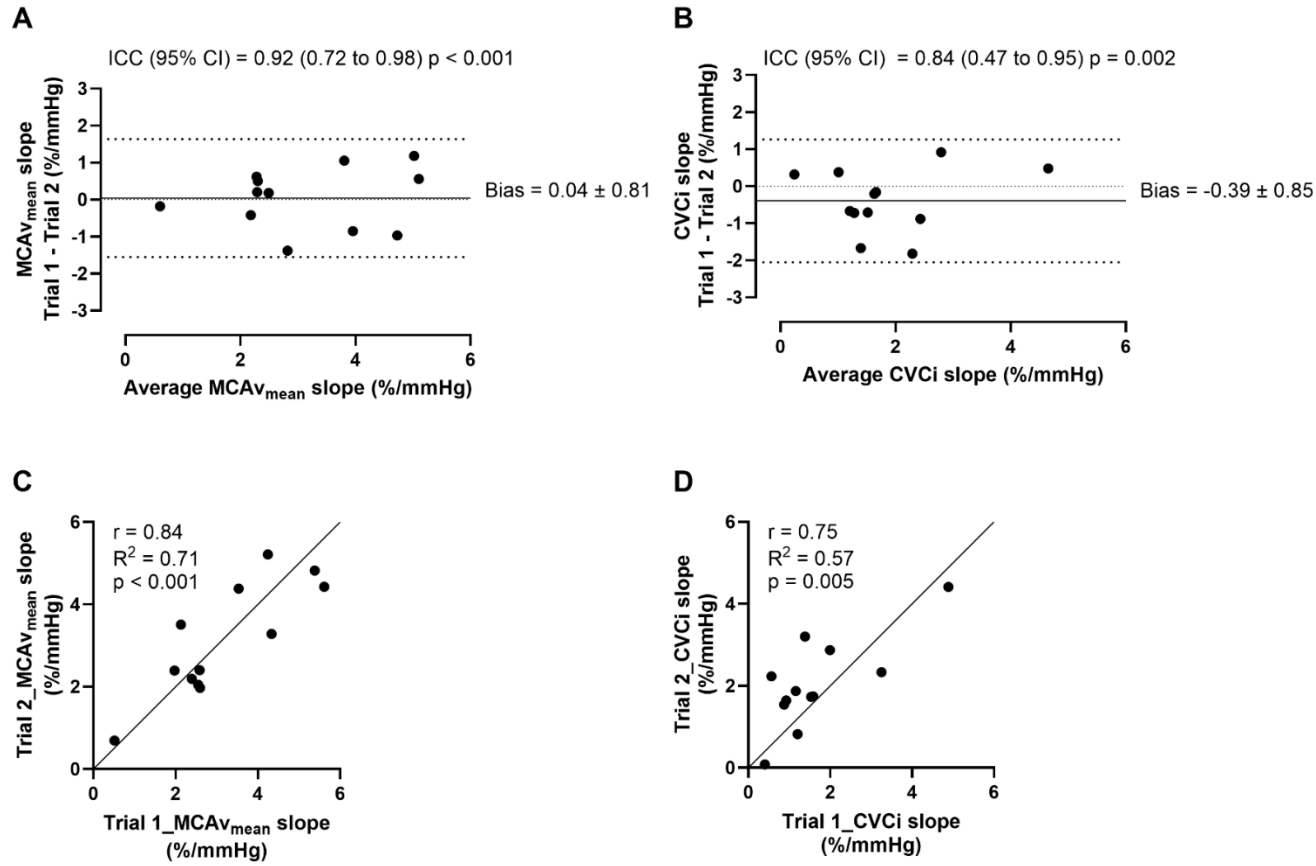 A
ICC (95% CI) = 0.92 (0.72 to 0.98) p < 0.001
MCAv_mean slope
Trial 1 - Trial 2 (%/mmHg)
3
2
1
0
-1
-2
-3
Bias = 0.04 ± 0.81
0 2 4 6
Average MCAv_mean slope (%/mmHg)
B
ICC (95% CI) = 0.84 (0.47 to 0.95) p = 0.002
CVCi slope
Trial 1 - Trial 2 (%/mmHg)
3
2
1
0
-1
-2
-3
Bias = -0.39 ± 0.85
0 2 4 6
Average CVCi slope (%/mmHg)
C
Trial 2_MCAv_mean slope
(%/mmHg)
6
4
2
0
r = 0.84
R² = 0.71
p < 0.001
0 2 4 6
Trial 1_MCAv_mean slope
(%/mmHg)
D
Trial 2_CVCi slope
(%/mmHg)
6
4
2
0
r = 0.75
R² = 0.57
p = 0.005
0 2 4 6
Trial 1_CVCi slope
(%/mmHg)